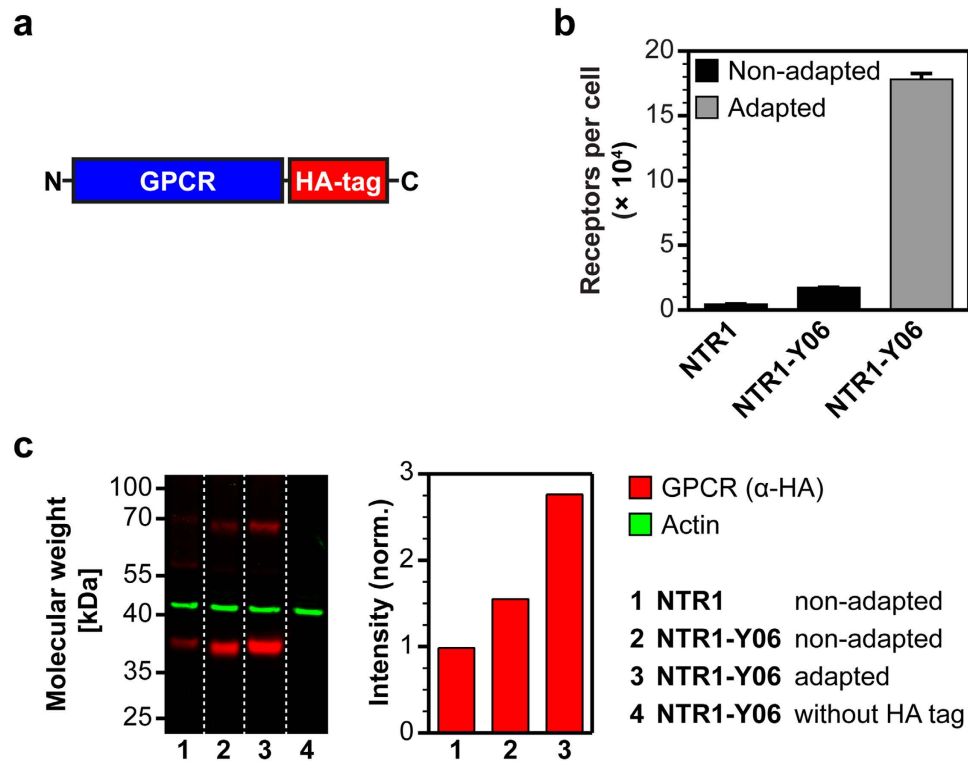 a
N
GPCR
HA-tag
C
b
Receptors per cell
(× 10⁴)
20
15
10
5
0
Non-adapted
Adapted
NTR1
NTR1-Y06
NTR1-Y06
c
Molecular weight
[kDa]
100
70
55
40
35
25
1 2 3 4
Intensity (norm.)
3
2
1
0
1 2 3
GPCR (α-HA)
Actin
1 NTR1 non-adapted
2 NTR1-Y06 non-adapted
3 NTR1-Y06 adapted
4 NTR1-Y06 without HA tag